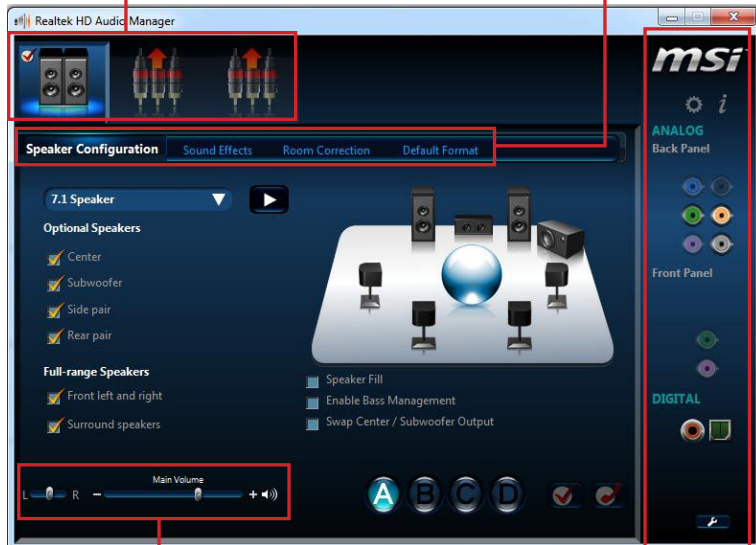 Realtek HD Audio Manager
msi
i
ANALOG
Back Panel
Speaker Configuration Sound Effects Room Correction Default Format
7.1 Speaker
Optional Speakers
Center
Subwoofer
Side pair
Rear pair
Front Panel
Full-range Speakers
Front left and right
Surround speakers
Speaker Fill
Enable Bass Management
Swap Center / Subwoofer Output
DIGITAL
Main Volume
L R - +
A B C D